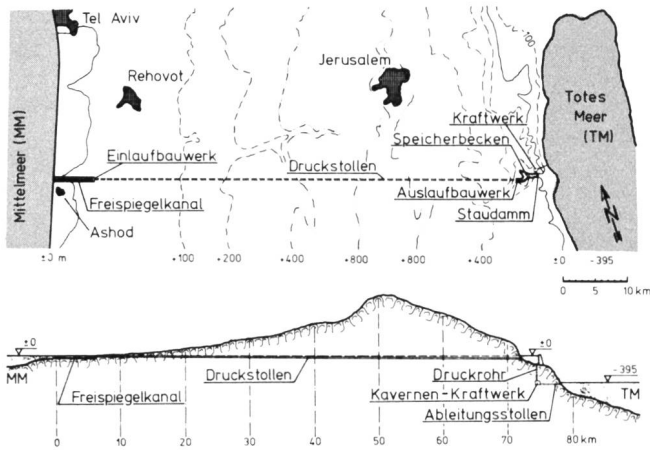 Tel Aviv
Rehovot
Jerusalem
Mittelmeer (MM)
Totes
Meer
(TM)
100
Kraftwerk
Speicherbecken
Einlaufbauwerk
Druckstollen
Freispiegelkanal
Auslaufbauwerk
Staudamm
Ashod
N
±0 m
+100
+200
+400
+800
+800
+400
±0
-395
0 5 10 km
±0
MM
Freispiegelkanal
Druckstollen
±0
Druckrohr
Kavernen-Kraftwerk
Ableitungsstollen
-395
TM
0 10 20 30 40 50 60 70 80 km